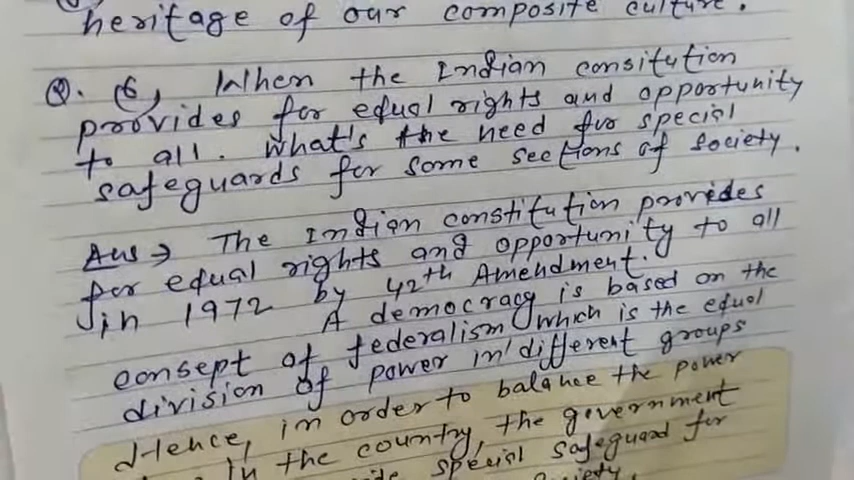 heritage of our composite culture.
Q. 6, When the Indian consitution
provides for equal rights and opportunity
to all. What's the need for special
safeguards for some sections of society.
Ans → The Indian constitution provides
for equal rights and opportunity to all
in 1972 by 42th Amendment.
A democracy is based on the
consept of federalism which is the equal
division of power in different groups
Hence, in order to balance the power
in the country, the government
special safeguard for
society.